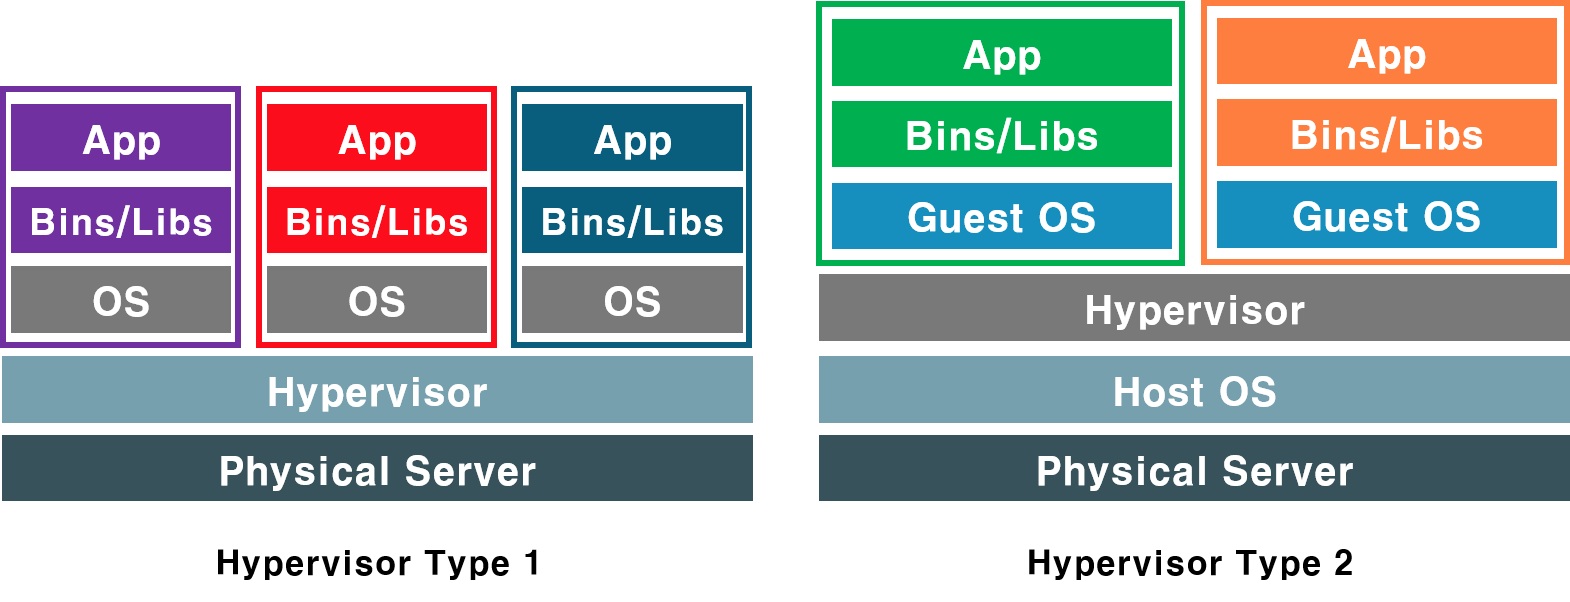 App
Bins/Libs
OS
App
Bins/Libs
OS
App
Bins/Libs
OS
Hypervisor
Physical Server
Hypervisor Type 1
App
Bins/Libs
Guest OS
App
Bins/Libs
Guest OS
Hypervisor
Host OS
Physical Server
Hypervisor Type 2